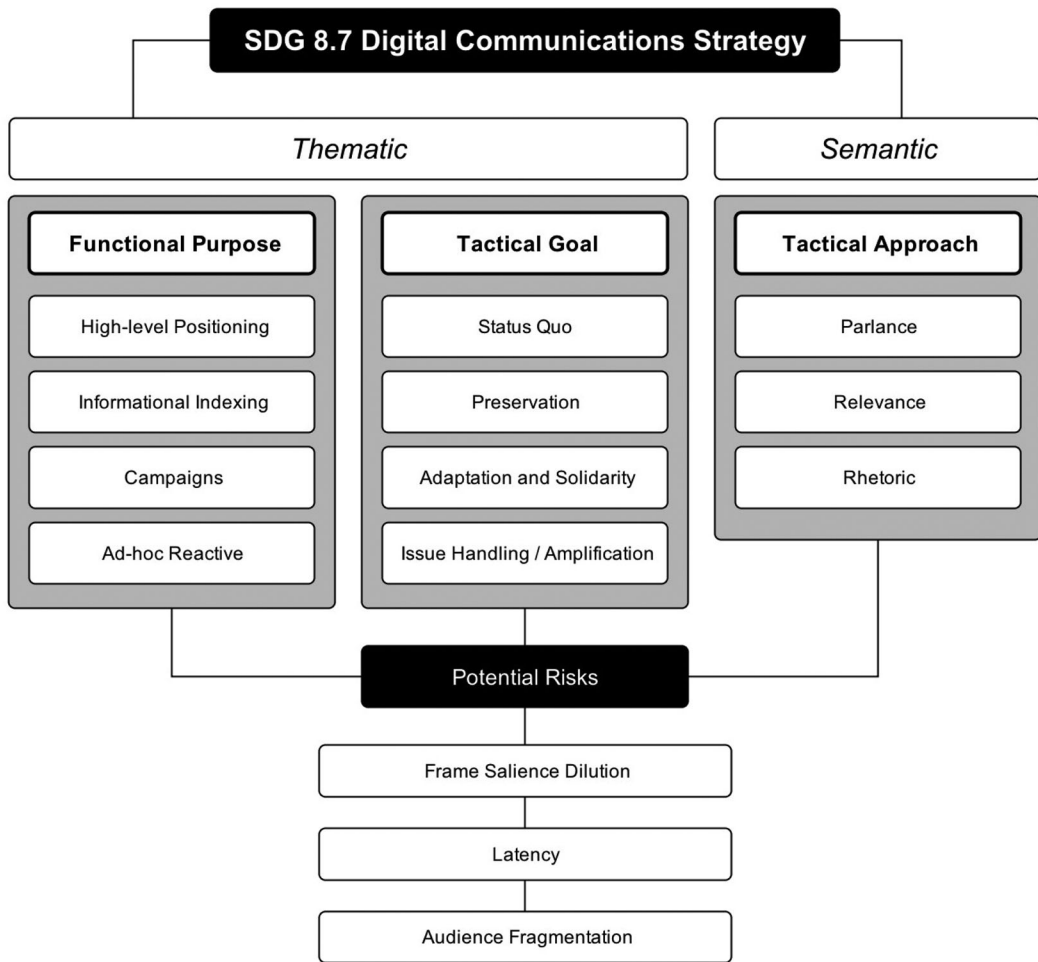 SDG 8.7 Digital Communications Strategy
Thematic
Semantic
Functional Purpose
High-level Positioning
Informational Indexing
Campaigns
Ad-hoc Reactive
Tactical Goal
Status Quo
Preservation
Adaptation and Solidarity
Issue Handling / Amplification
Tactical Approach
Parlance
Relevance
Rhetoric
Potential Risks
Frame Salience Dilution
Latency
Audience Fragmentation